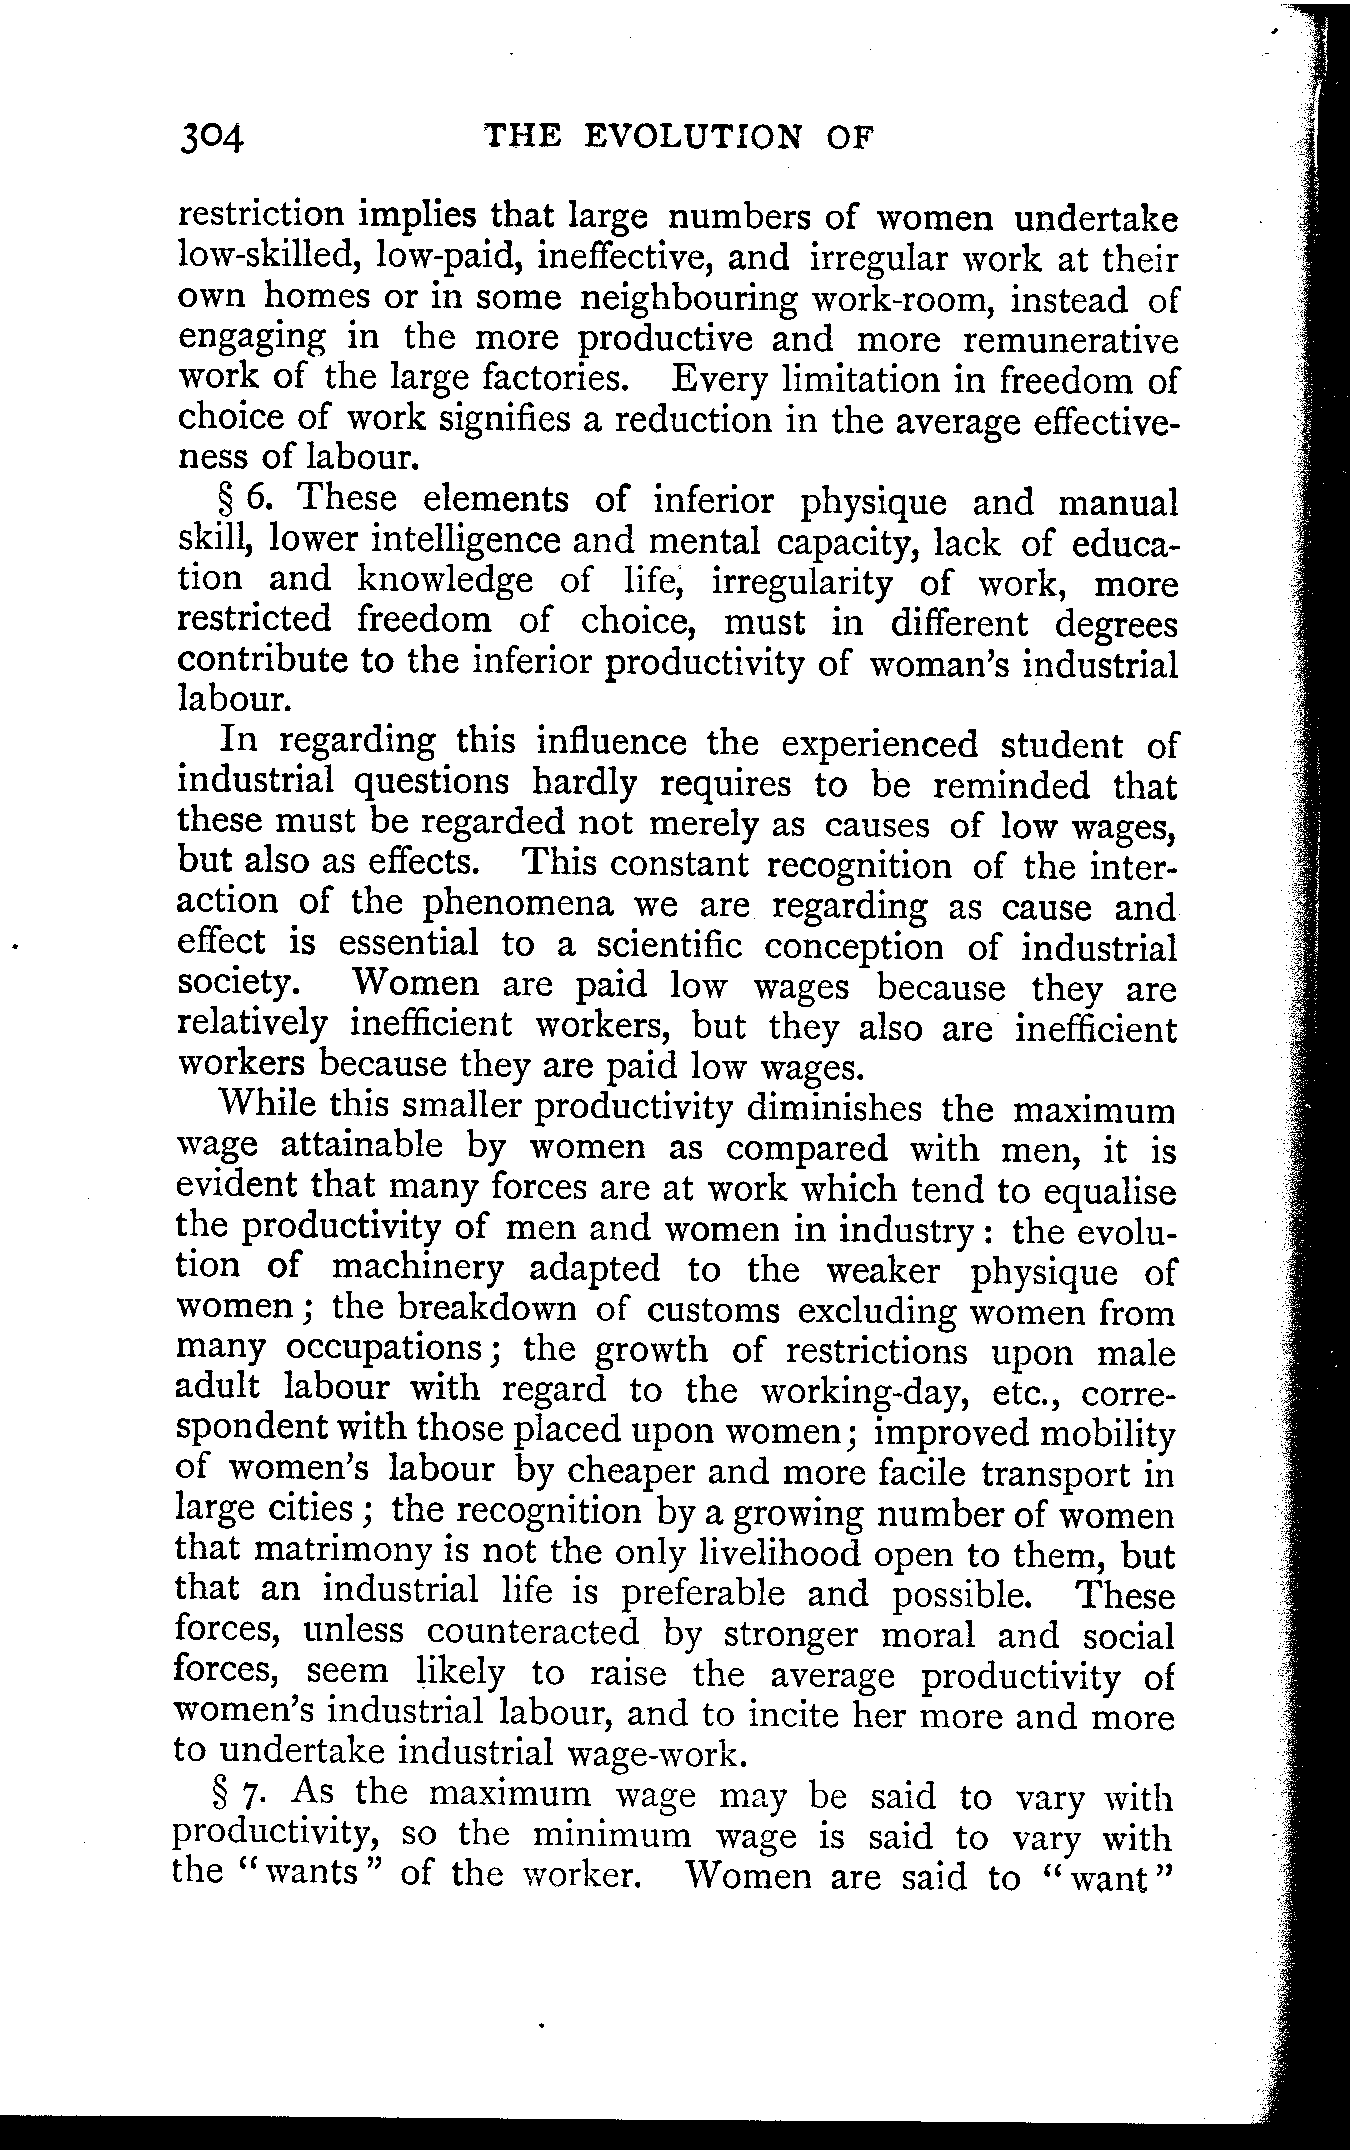 304 THE EVOLUTION OF
restriction implies that large numbers of women undertake
low-skilled, low-paid, ineffective, and irregular work at their
own homes or in some neighbouring work-room, instead of
engaging in the more productive and more remunerative
work of the large factories. Every limitation in freedom of
choice of work signifies a reduction in the average effective-
ness of labour.
§ 6. These elements of inferior physique and manual
skill, lower intelligence and mental capacity, lack of educa-
tion and knowledge of life, irregularity of work, more
restricted freedom of choice, must in different degrees
contribute to the inferior productivity of woman's industrial
labour.
In regarding this influence the experienced student of
industrial questions hardly requires to be reminded that
these must be regarded not merely as causes of low wages,
but also as effects. This constant recognition of the inter-
action of the phenomena we are regarding as cause and
effect is essential to a scientific conception of industrial
society. Women are paid low wages because they are
relatively inefficient workers, but they also are inefficient
workers because they are paid low wages.
While this smaller productivity diminishes the maximum
wage attainable by women as compared with men, it is
evident that many forces are at work which tend to equalise
the productivity of men and women in industry: the evolu-
tion of machinery adapted to the weaker physique of
women; the breakdown of customs excluding women from
many occupations; the growth of restrictions upon male
adult labour with regard to the working-day, etc., corre-
spondent with those placed upon women; improved mobility
of women's labour by cheaper and more facile transport in
large cities; the recognition by a growing number of women
that matrimony is not the only livelihood open to them, but
that an industrial life is preferable and possible. These
forces, unless counteracted by stronger moral and social
forces, seem likely to raise the average productivity of
women's industrial labour, and to incite her more and more
to undertake industrial wage-work.
§ 7. As the maximum wage may be said to vary with
productivity, so the minimum wage is said to vary with
the "wants" of the worker. Women are said to "want"